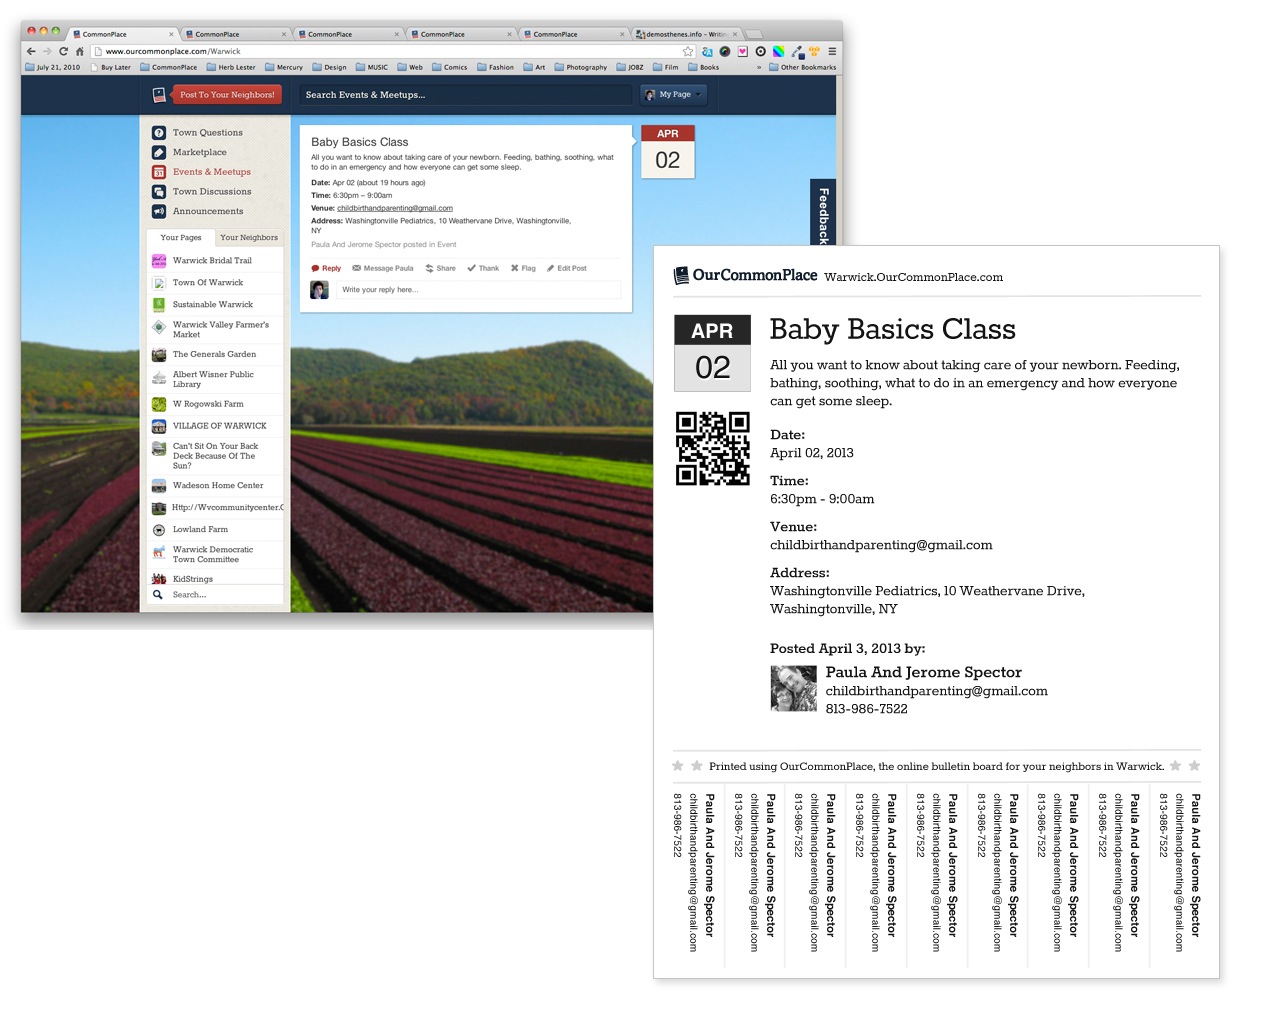 CommonPlace
CommonPlace
CommonPlace
CommonPlace
CommonPlace
demosthenes.info – Writin
www.ourcommonplace.com/Warwick
July 21, 2010
Buy Later
CommonPlace
Herb Lester
Mercury
Design
MUSIC
Web
Comics
Fashion
Art
Photography
JOBZ
Film
Books
»
Other Bookmarks
Post To Your Neighbors!
Search Events & Meetups...
My Page
Town Questions
Marketplace
Events & Meetups
Town Discussions
Announcements
Your Pages
Your Neighbors
Warwick Bridal Trail
Town Of Warwick
Sustainable Warwick
Warwick Valley Farmer's
Market
The Generals Garden
Albert Wisner Public
Library
W Rogowski Farm
VILLAGE OF WARWICK
Can't Sit On Your Back
Deck Because Of The
Sun?
Wadeson Home Center
Http://Wvcommunitycenter.C
Lowland Farm
Warwick Democratic
Town Committee
KidStrings
Search...
Baby Basics Class
All you want to know about taking care of your newborn. Feeding, bathing, soothing, what
to do in an emergency and how everyone can get some sleep.
Date: Apr 02 (about 19 hours ago)
Time: 6:30pm – 9:00am
Venue: childbirthandparenting@gmail.com
Address: Washingtonville Pediatrics, 10 Weathervane Drive, Washingtonville,
NY
Paula And Jerome Spector posted in Event
Reply
Message Paula
Share
Thank
Flag
Edit Post
Write your reply here...
APR
02
Feedback
OurCommonPlace Warwick.OurCommonPlace.com
APR
02
Baby Basics Class
All you want to know about taking care of your newborn. Feeding,
bathing, soothing, what to do in an emergency and how everyone
can get some sleep.
Date:
April 02, 2013
Time:
6:30pm - 9:00am
Venue:
childbirthandparenting@gmail.com
Address:
Washingtonville Pediatrics, 10 Weathervane Drive,
Washingtonville, NY
Posted April 3, 2013 by:
Paula And Jerome Spector
childbirthandparenting@gmail.com
813-986-7522
Printed using OurCommonPlace, the online bulletin board for your neighbors in Warwick.
Paula And Jerome Spector
childbirthandparenting@gmail.com
813-986-7522
Paula And Jerome Spector
childbirthandparenting@gmail.com
813-986-7522
Paula And Jerome Spector
childbirthandparenting@gmail.com
813-986-7522
Paula And Jerome Spector
childbirthandparenting@gmail.com
813-986-7522
Paula And Jerome Spector
childbirthandparenting@gmail.com
813-986-7522
Paula And Jerome Spector
childbirthandparenting@gmail.com
813-986-7522
Paula And Jerome Spector
childbirthandparenting@gmail.com
813-986-7522
Paula And Jerome Spector
childbirthandparenting@gmail.com
813-986-7522
Paula And Jerome Spector
childbirthandparenting@gmail.com
813-986-7522